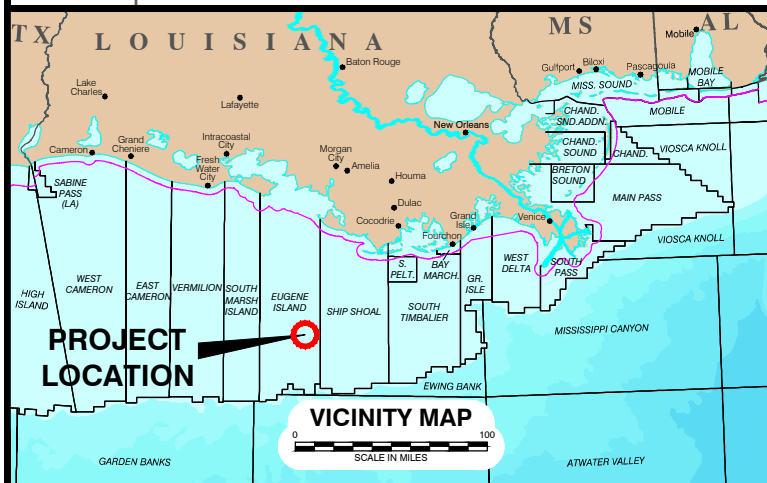 TX
LOUISIANA
MS
AL
Mobile
Baton Rouge
Gulfport
Biloxi
Pascagoula
MISS. SOUND
MOBILE
BAY
Lake
Charles
Lafayette
New Orleans
CHAND.
SND.ADDN.
MOBILE
Cameron
Grand
Cheniere
Intracoastal
City
Fresh
Water
City
Morgan
City
Amelia
Houma
CHAND.
SOUND
CHAND.
VIOSCA KNOLL
BRETON
SOUND
MAIN PASS
SABINE
PASS
(LA)
Dulac
Cocodrie
Grand
Isle
Fourchon
Venice
VIOSCA KNOLL
HIGH
ISLAND
WEST
CAMERON
EAST
CAMERON
VERMILION
SOUTH
MARSH
ISLAND
EUGENE
ISLAND
SHIP SHOAL
S.
PELT.
BAY
MARCH.
SOUTH
TIMBALIER
GR.
ISLE
WEST
DELTA
SOUTH
PASS
MISSISSIPPI CANYON
PROJECT
LOCATION
EWING BANK
VICINITY MAP
0
100
SCALE IN MILES
GARDEN BANKS
ATWATER VALLEY